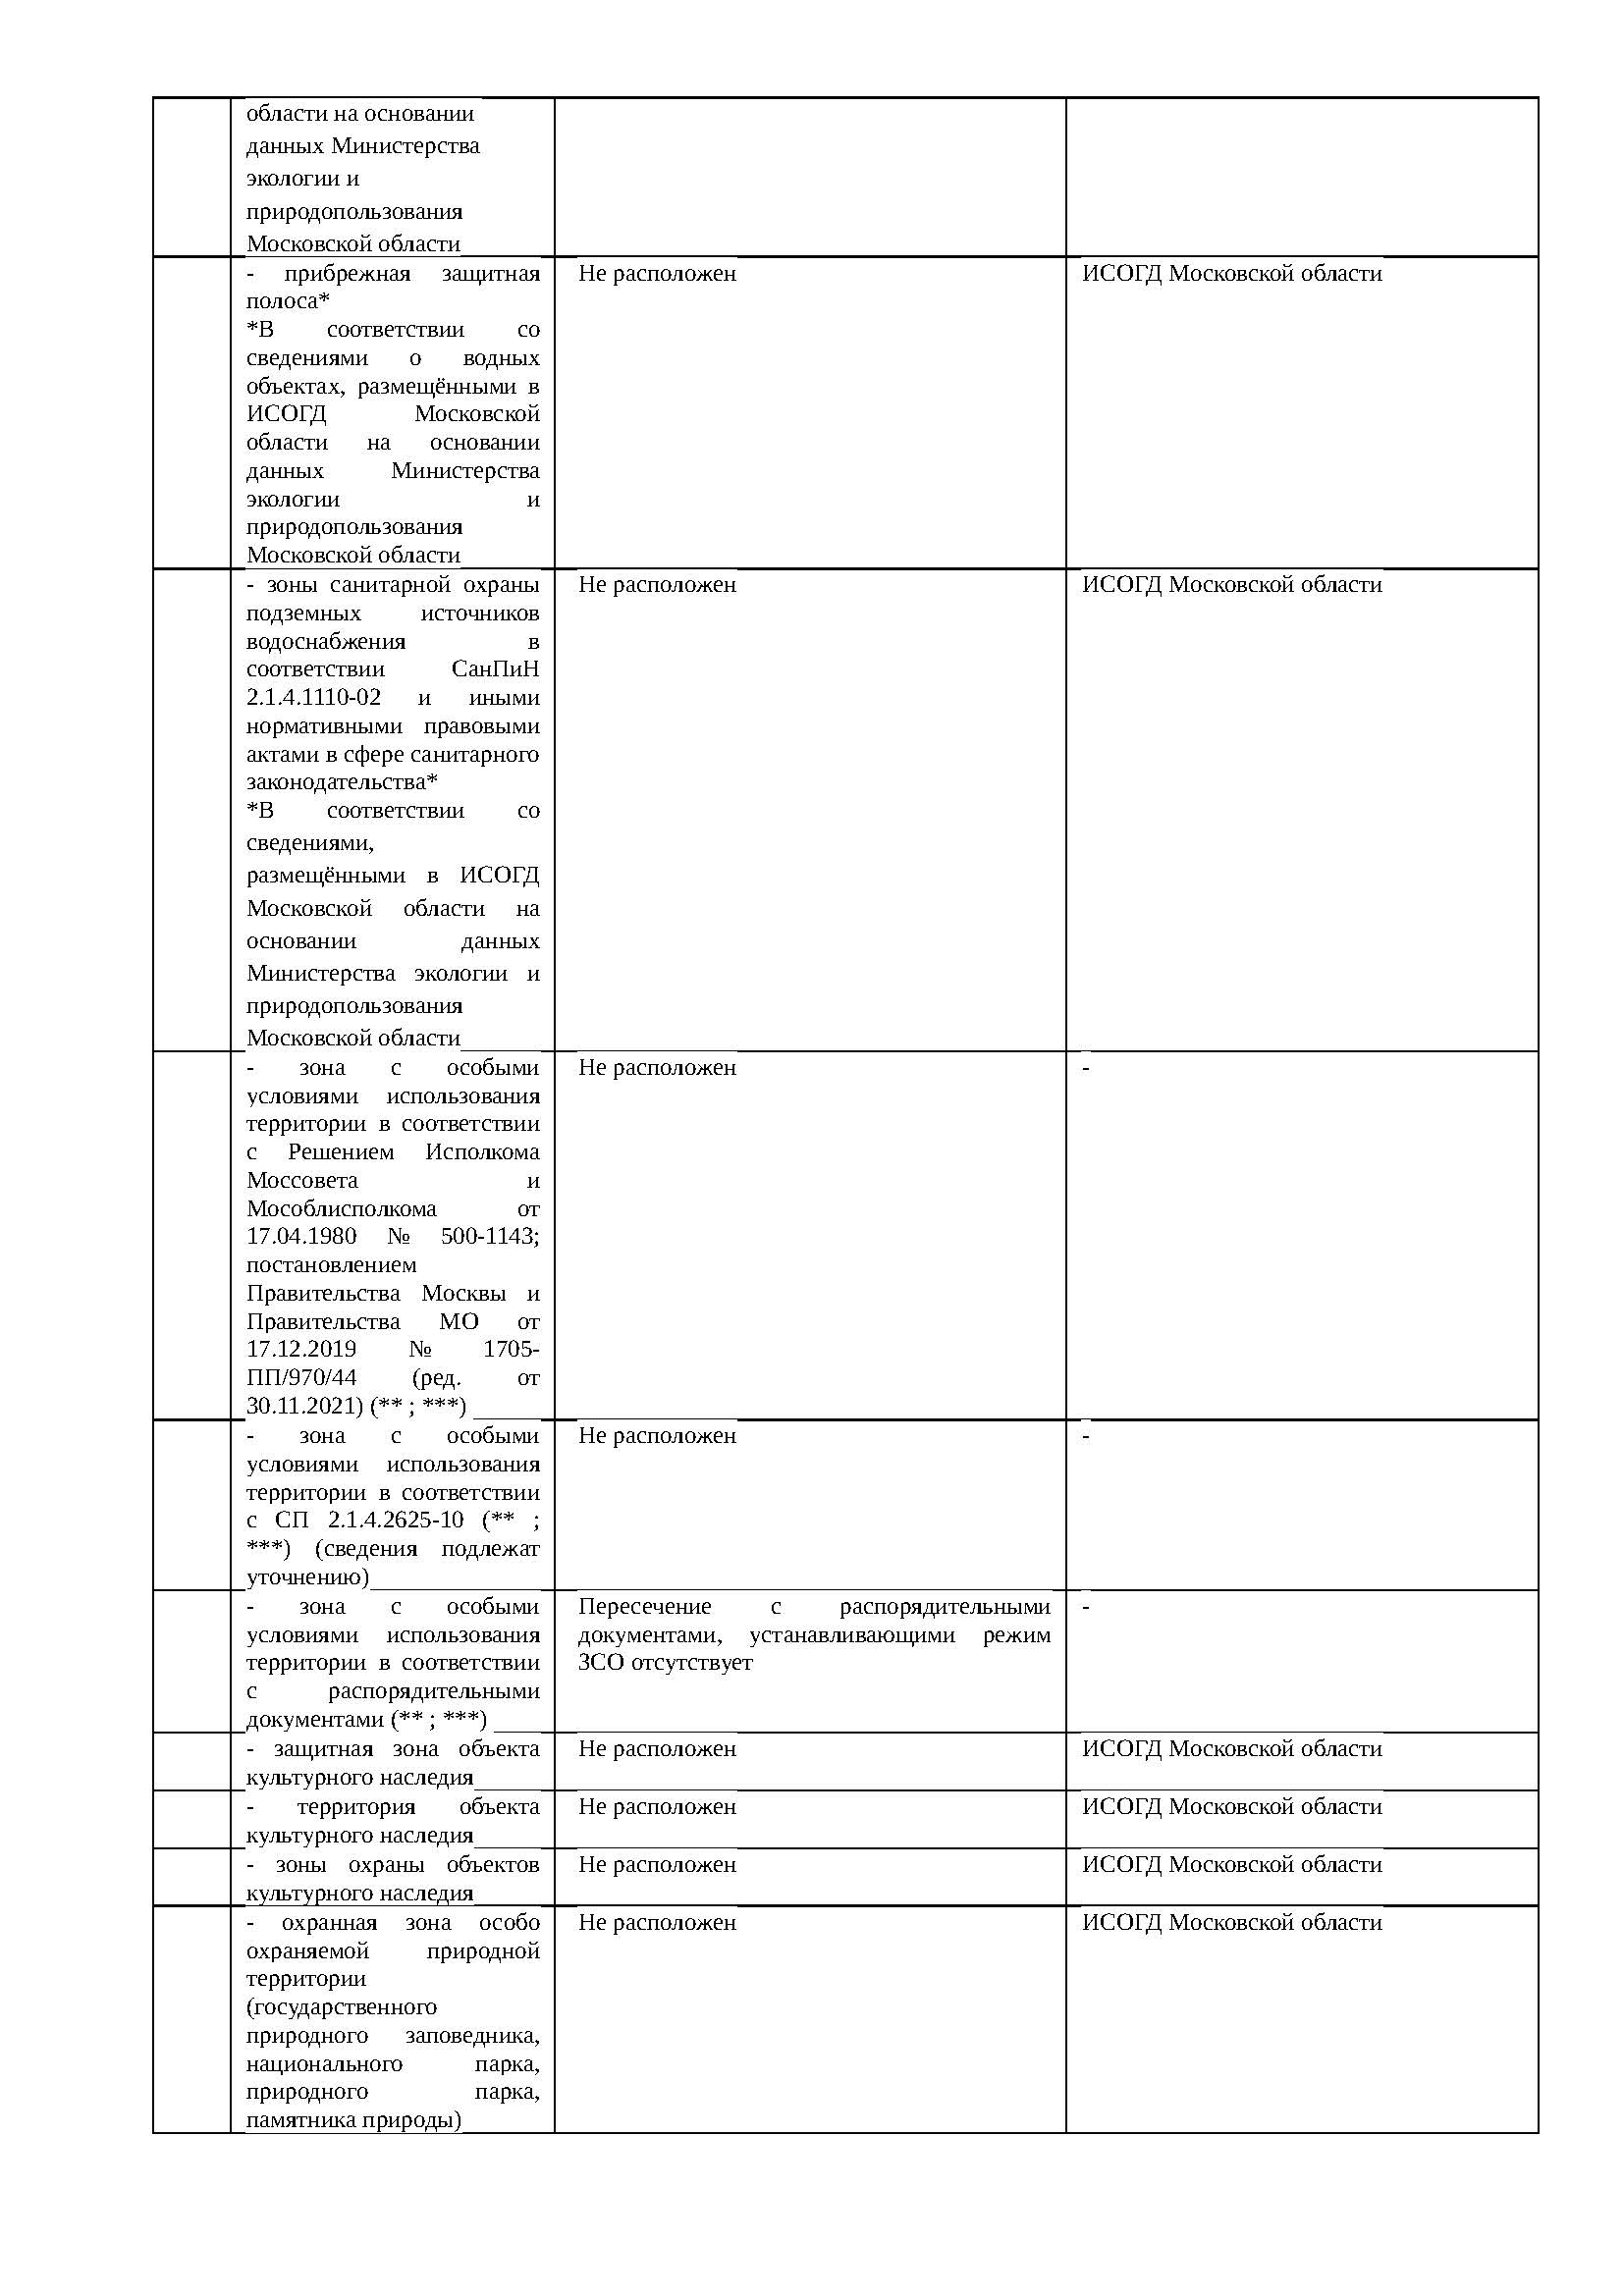 области на основании
данных Министерства
экологии и
природопользования
Московской области
- прибрежная защитная
полоса*
*В соответствии со
сведениями о водных
объектах, размещёнными в
ИСОГД Московской
области на основании
данных Министерства
экологии и
природопользования
Московской области
Не расположен
ИСОГД Московской области
- зоны санитарной охраны
подземных источников
водоснабжения в
соответствии СанПиН
2.1.4.1110-02 и иными
нормативными правовыми
актами в сфере санитарного
законодательства*
*В соответствии со
сведениями,
размещёнными в ИСОГД
Московской области на
основании данных
Министерства экологии и
природопользования
Московской области
Не расположен
ИСОГД Московской области
- зона с особыми
условиями использования
территории в соответствии
с Решением Исполкома
Моссовета и
Мособлисполкома от
17.04.1980 № 500-1143;
постановлением
Правительства Москвы и
Правительства МО от
17.12.2019 № 1705-
ПП/970/44 (ред. от
30.11.2021) (** ; ***)
Не расположен
-
- зона с особыми
условиями использования
территории в соответствии
с СП 2.1.4.2625-10 (** ;
***) (сведения подлежат
уточнению)
Не расположен
-
- зона с особыми
условиями использования
территории в соответствии
с распорядительными
документами (** ; ***)
Пересечение с распорядительными
документами, устанавливающими режим
ЗСО отсутствует
-
- защитная зона объекта
культурного наследия
Не расположен
ИСОГД Московской области
- территория объекта
культурного наследия
Не расположен
ИСОГД Московской области
- зоны охраны объектов
культурного наследия
Не расположен
ИСОГД Московской области
- охранная зона особо
охраняемой природной
территории
(государственного
природного заповедника,
национального парка,
природного парка,
памятника природы)
Не расположен
ИСОГД Московской области